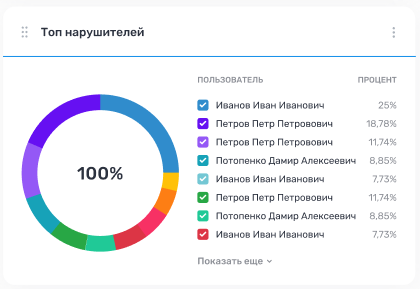 Топ нарушителей
ПОЛЬЗОВАТЕЛЬ ПРОЦЕНТ
Иванов Иван Иванович 25%
Петров Петр Петрович 18,78%
Петров Петр Петрович 11,74%
Потопенко Дамир Алексеевич 8,85%
Иванов Иван Иванович 7,73%
Петров Петр Петрович 11,74%
Потопенко Дамир Алексеевич 8,85%
Иванов Иван Иванович 7,73%
100%
Показать еще